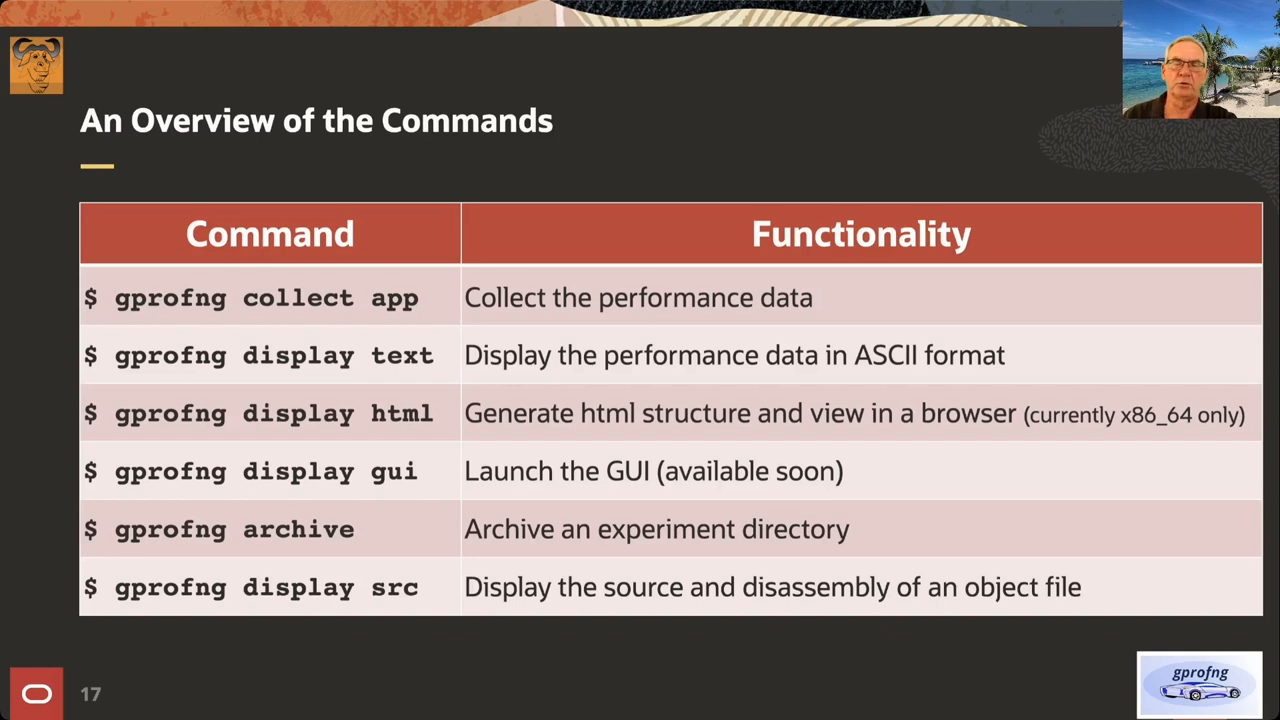 An Overview of the Commands
Command Functionality
$ gprofng collect app Collect the performance data
$ gprofng display text Display the performance data in ASCII format
$ gprofng display html Generate html structure and view in a browser (currently x86_64 only)
$ gprofng display gui Launch the GUI (available soon)
$ gprofng archive Archive an experiment directory
$ gprofng display src Display the source and disassembly of an object file
17
gprofng